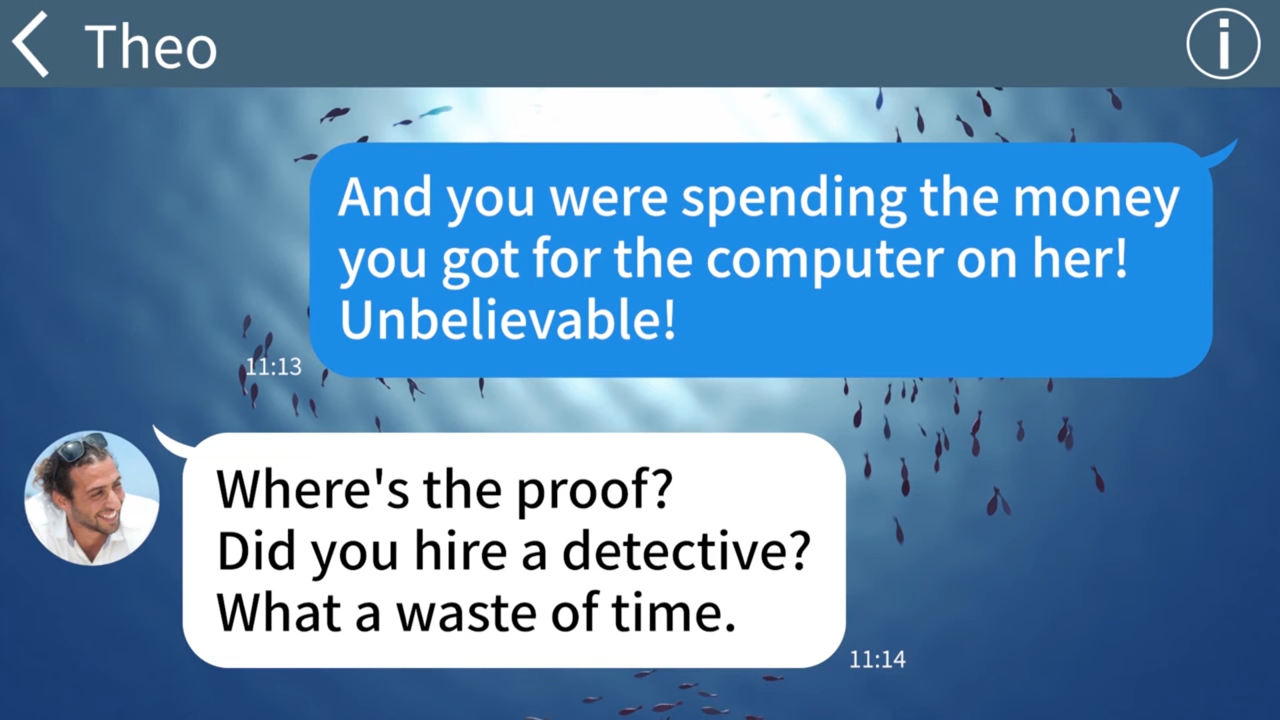 Theo
And you were spending the money
you got for the computer on her!
Unbelievable!
11:13
Where's the proof?
Did you hire a detective?
What a waste of time.
11:14